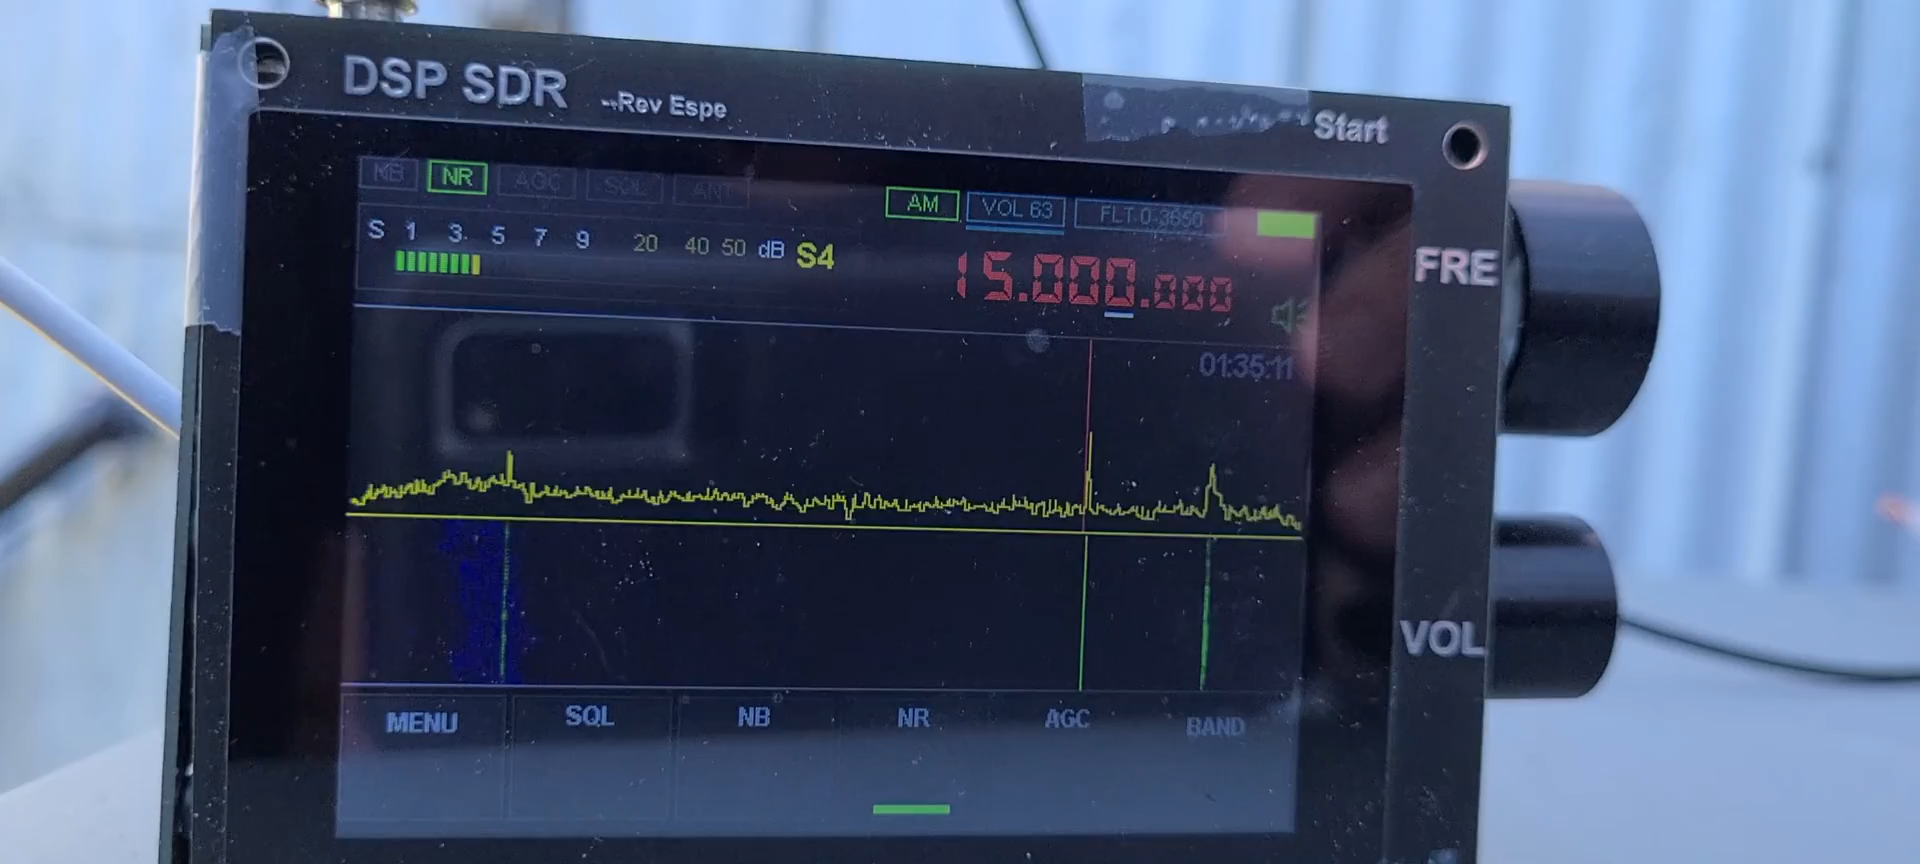 DSP SDR --Rev Espe
Start
NB NR AGC SQL ANT
AM VOL 63 FLT 0-3650
S 1 3 5 7 9 20 40 50 dB S4
15.000.000
FRE
01:35:11
VOL
MENU SQL NB NR AGC BAND